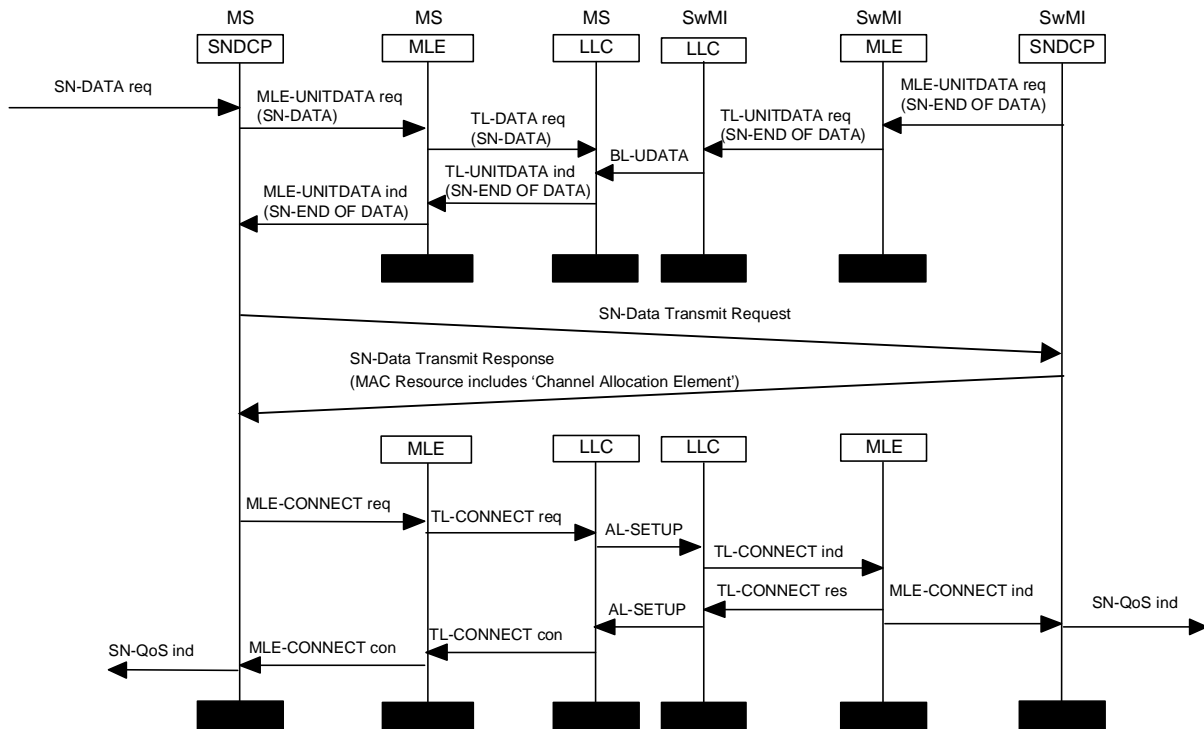 MS
MS
MS
SwMI
SwMI
SwMI
SNDCP
MLE
LLC
LLC
MLE
SNDCP
SN-DATA req
MLE-UNITDATA req
(SN-DATA)
TL-DATA req
(SN-DATA)
TL-UNITDATA req
(SN-END OF DATA)
MLE-UNITDATA req
(SN-END OF DATA)
BL-UDATA
TL-UNITDATA ind
(SN-END OF DATA)
MLE-UNITDATA ind
(SN-END OF DATA)
SN-Data Transmit Request
SN-Data Transmit Response
(MAC Resource includes ‘Channel Allocation Element’)
MLE
LLC
LLC
MLE
MLE-CONNECT req
TL-CONNECT req
AL-SETUP
TL-CONNECT ind
TL-CONNECT res
MLE-CONNECT ind
SN-QoS ind
AL-SETUP
TL-CONNECT con
MLE-CONNECT con
SN-QoS ind